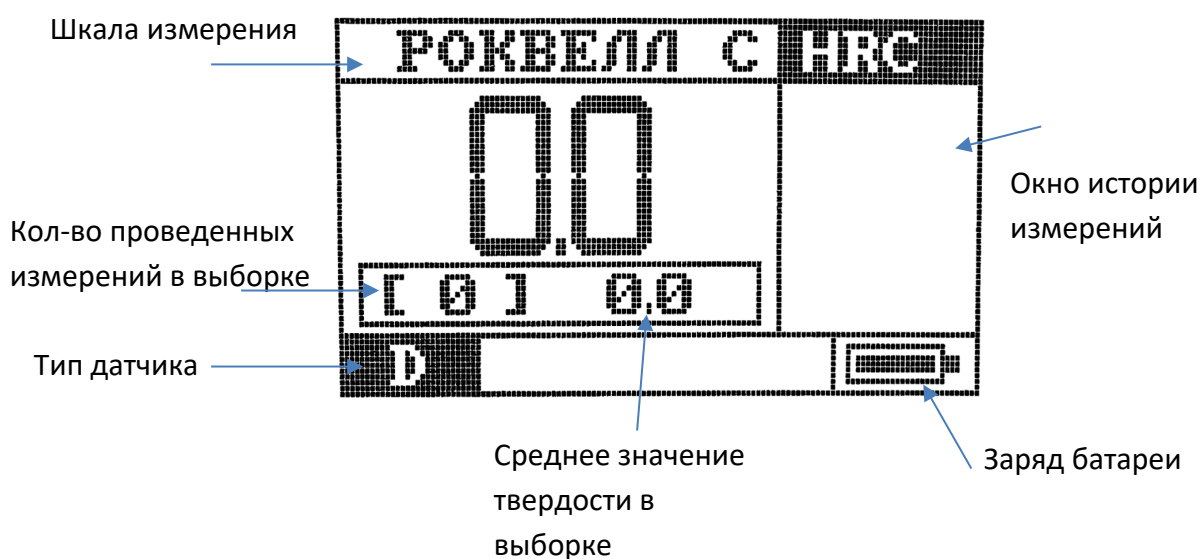 Шкала измерения
РОКВЕЛЛ С HRC
0.0
Окно истории
измерений
Кол-во проведенных
измерений в выборке
[ 0 ] 0.0
Тип датчика
D
Среднее значение
твердости в
выборке
Заряд батареи